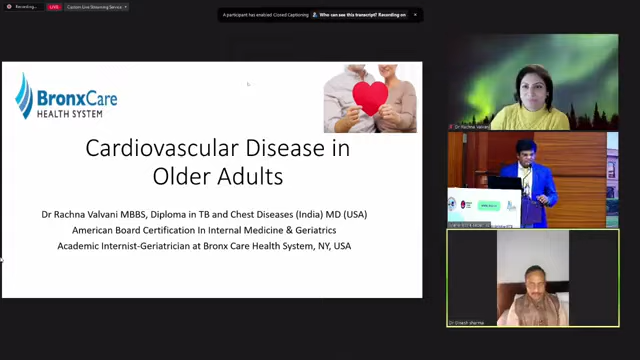 Recording...
LIVE
Custom Live Streaming Service
A participant has enabled Closed Captioning
Who can see this transcript? Recording on
BronxCare
HEALTH SYSTEM
Cardiovascular Disease in
Older Adults
Dr Rachna Valvani MBBS, Diploma in TB and Chest Diseases (India) MD (USA)
American Board Certification In Internal Medicine & Geriatrics
Academic Internist-Geriatrician at Bronx Care Health System, NY, USA
Dr Rachna Valvani
Dr Dinesh sharma